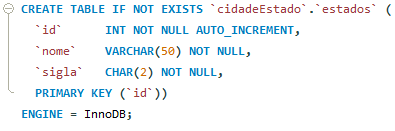 CREATE TABLE IF NOT EXISTS `cidadeEstado`.`estados` (
  `id`     INT NOT NULL AUTO_INCREMENT,
  `nome`   VARCHAR(50) NOT NULL,
  `sigla`  CHAR(2) NOT NULL,
  PRIMARY KEY (`id`))
ENGINE = InnoDB;